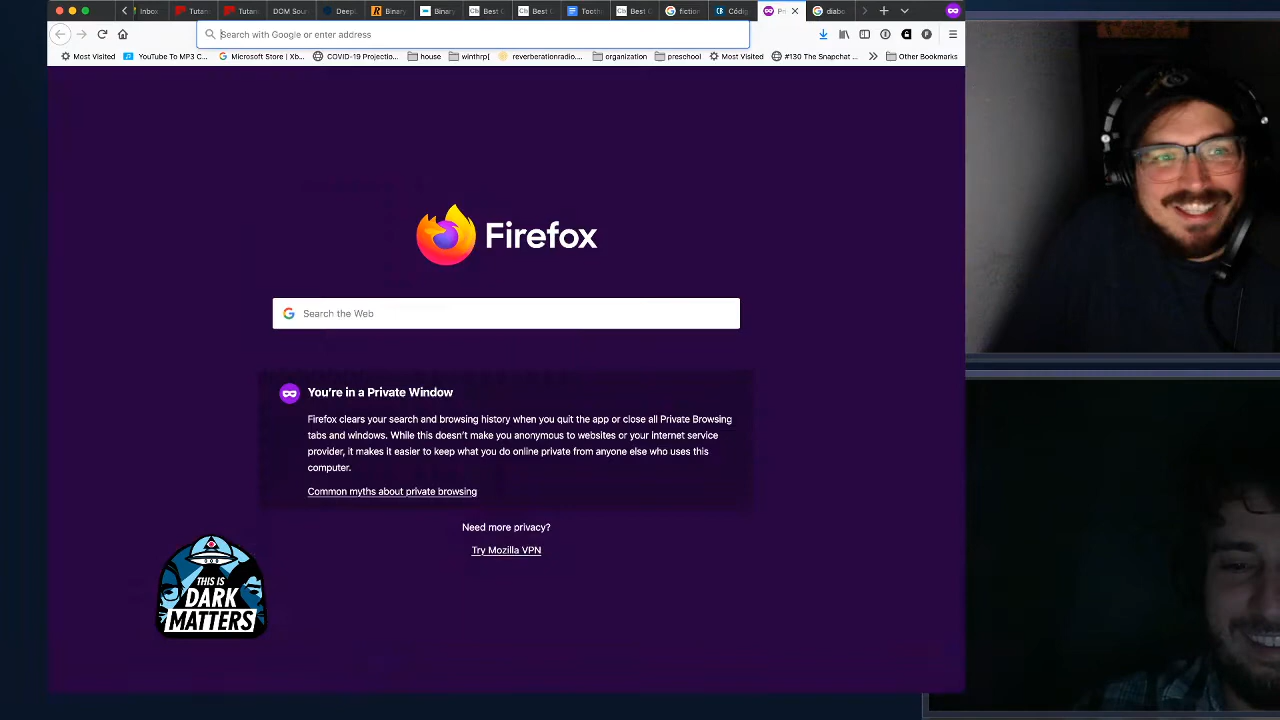 Inbox
Tutan
Tutan
DOM Sour
Deepl
Binary
Binary
Best C
Best C
Tooth
Best C
fiction
Códig
Pr
diabo
Search with Google or enter address
Most Visited
YouTube To MP3 C...
Microsoft Store | Xb...
COVID-19 Projectio...
house
winthrp[
reverberationradio....
organization
preschool
Most Visited
#130 The Snapchat ...
Other Bookmarks
Firefox
Search the Web
You're in a Private Window
Firefox clears your search and browsing history when you quit the app or close all Private Browsing
tabs and windows. While this doesn't make you anonymous to websites or your internet service
provider, it makes it easier to keep what you do online private from anyone else who uses this
computer.
Common myths about private browsing
Need more privacy?
Try Mozilla VPN
THIS IS
DARK
MATTERS